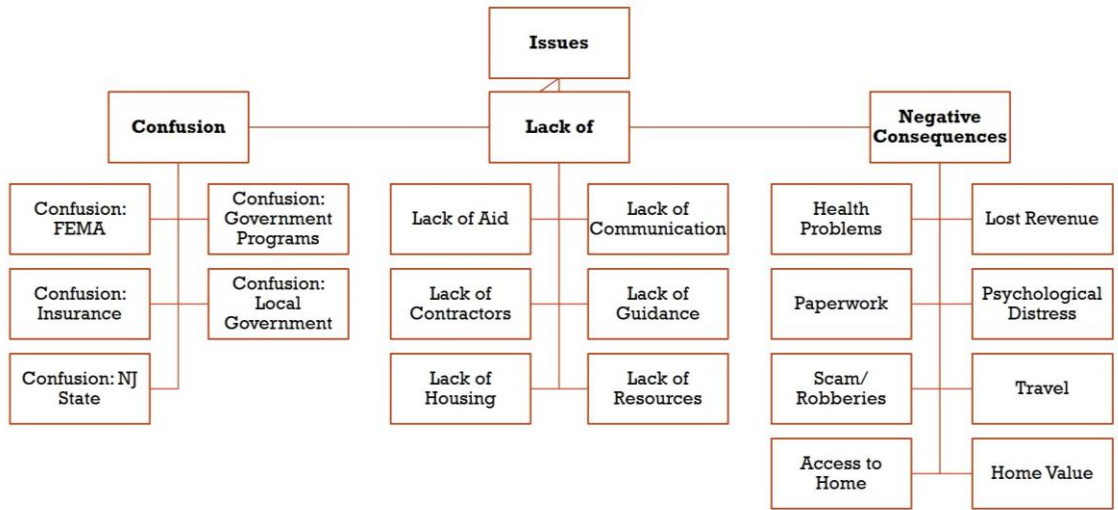 Issues
Confusion
Lack of
Negative
Consequences
Confusion:
FEMA
Confusion:
Government
Programs
Confusion:
Insurance
Confusion:
Local
Government
Confusion: NJ
State
Lack of Aid
Lack of
Communication
Lack of
Contractors
Lack of
Guidance
Lack of
Housing
Lack of
Resources
Health
Problems
Lost Revenue
Paperwork
Psychological
Distress
Scam/
Robberies
Travel
Access to
Home
Home Value